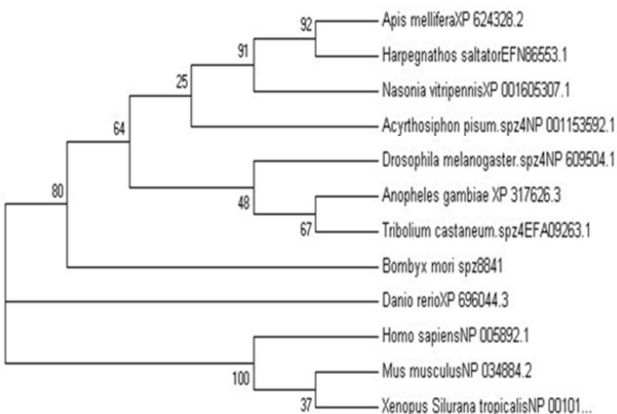 92
Apis melliferaXP 624328.2
91
Harpegnathos saltatorEFN86553.1
25
Nasonia vitripennisXP 001605307.1
64
Acyrthosiphon pisum.spz4NP 001153592.1
80
Drosophila melanogaster.spz4NP 609504.1
48
Anopheles gambiae XP 317626.3
67
Tribolium castaneum.spz4EFA09263.1
Bombyx mori spz8841
Danio rerioXP 696044.3
Homo sapiensNP 005892.1
100
Mus musculusNP 034884.2
37
Xenopus Silurana tropicalisNP 00101...